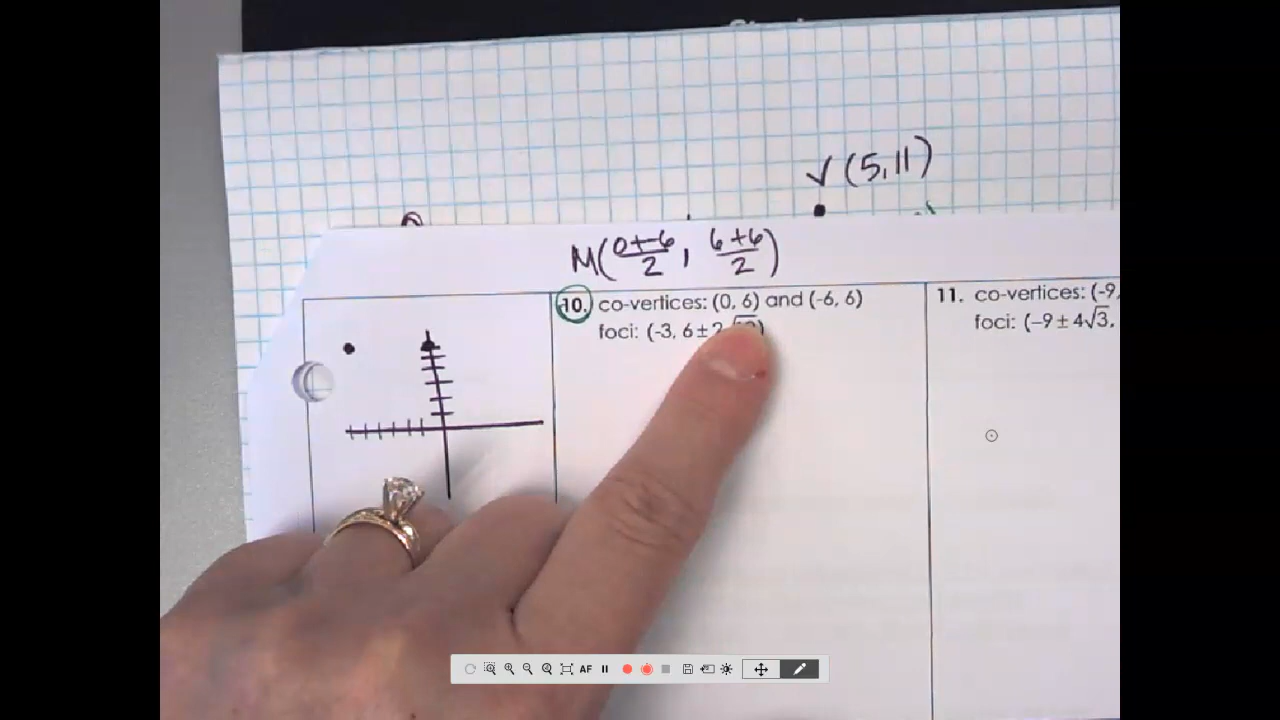 √(5,11)
M(0+-6/2, 6+6/2)
10. co-vertices: (0, 6) and (-6, 6)
foci: (-3, 6 ± 2
11. co-vertices: (-9,
foci: (-9 ± 4√3,
AF